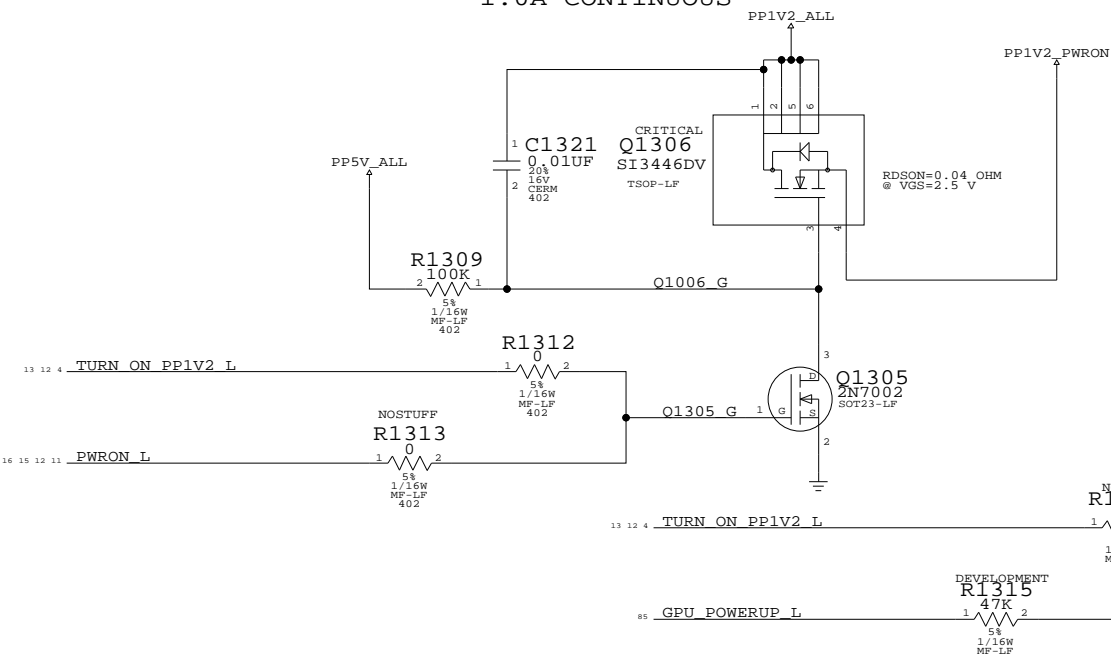 1.0A CONTINUOUS
PP1V2_ALL
PP1V2_PWRON
1 2 5 6
CRITICAL
1 C1321 Q1306
0.01UF SI3446DV
PP5V_ALL
20%
16V
2 CERM
402
TSOP-LF
RDSON=0.04 OHM
@ VGS=2.5 V
3 4
R1309
100K
2 1
Q1006_G
5%
1/16W
MF-LF
402
R1312
0
1 2
3
13 12 4 TURN_ON_PP1V2_L
D
Q1305
2N7002
SOT23-LF
5%
1/16W
MF-LF
402
NOSTUFF
Q1305_G 1 G S
R1313
0
2
16 15 12 11 PWRON_L
1 2
5%
1/16W
MF-LF
402
N
R1
13 12 4 TURN_ON_PP1V2_L
1
1
M
DEVELOPMENT
R1315
47K
85 GPU_POWERUP_L
1 2
5%
1/16W
MF-LF